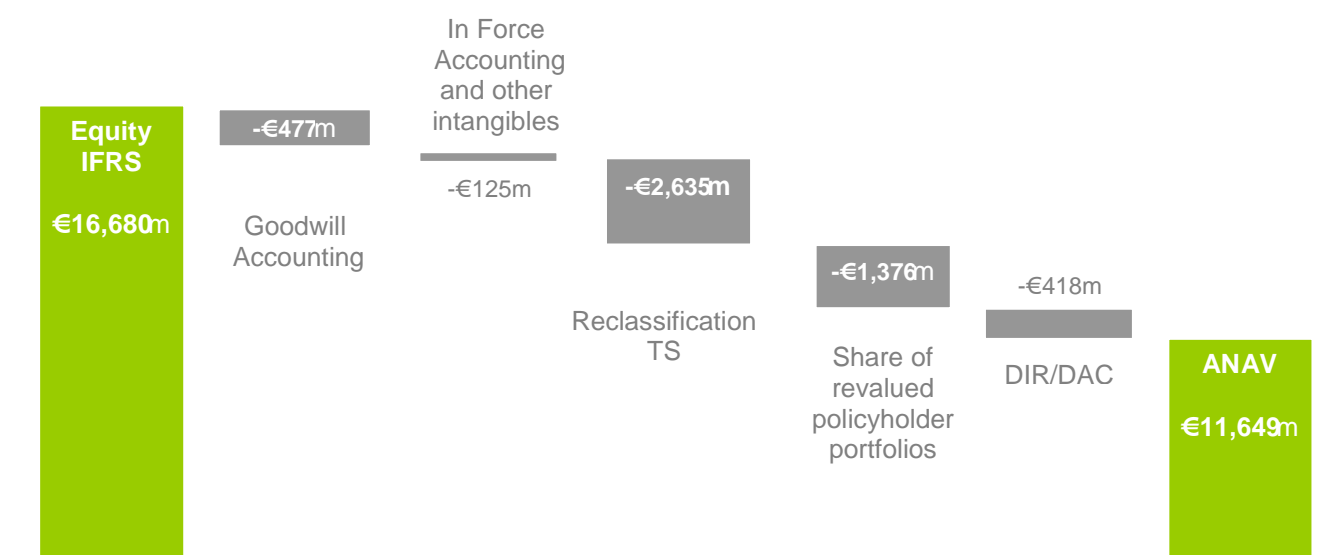 Equity
IFRS
€16,680m
-€477m
Goodwill
Accounting
In Force
Accounting
and other
intangibles
-€125m
-€2,635m
Reclassification
TS
-€1,376m
Share of
revalued
policyholder
portfolios
-€418m
DIR/DAC
ANAV
€11,649m